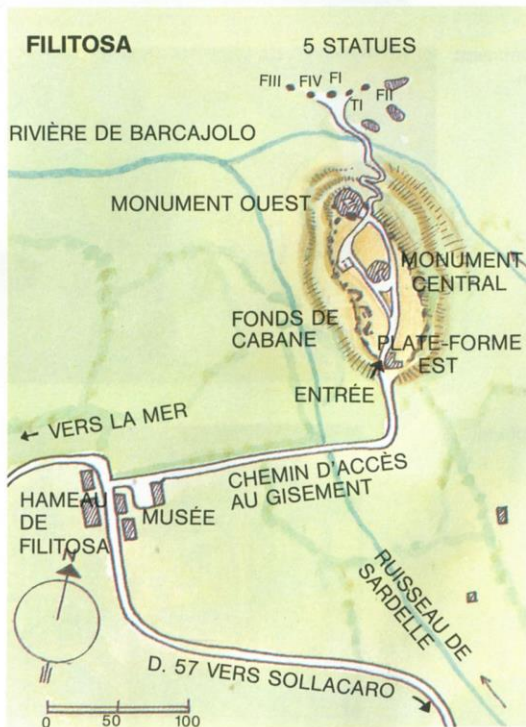 FILITOSA
5 STATUES
FIII FIV FI TI FII
RIVIÈRE DE BARCAJOLO
MONUMENT OUEST
MONUMENT
CENTRAL
FONDS DE
CABANE
PLATE-FORME
EST
ENTRÉE
← VERS LA MER
CHEMIN D'ACCÈS
AU GISEMENT
HAMEAU
DE
FILITOSA
MUSÉE
N
RUISSEAU DE
SARDELLE
D. 57 VERS SOLLACARO
0 50 100